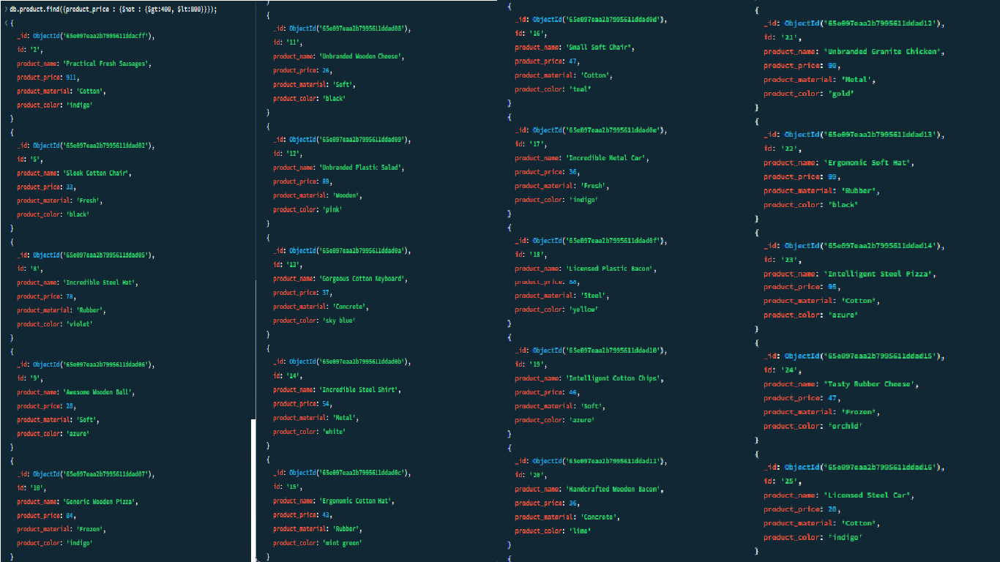 db.product.find({product_price : {$not : {$gt:400, $lt:800}}});
{
_id: ObjectId('65e097eaa2b7995611ddacff'),
id: '2',
product_name: 'Practical Fresh Sausages',
product_price: 911,
product_material: 'Cotton',
product_color: 'indigo'
}
{
_id: ObjectId('65e097eaa2b7995611ddad02'),
id: '5',
product_name: 'Sleek Cotton Chair',
product_price: 33,
product_material: 'Fresh',
product_color: 'black'
}
{
_id: ObjectId('65e097eaa2b7995611ddad05'),
id: '8',
product_name: 'Incredible Steel Hat',
product_price: 78,
product_material: 'Rubber',
product_color: 'violet'
}
{
_id: ObjectId('65e097eaa2b7995611ddad06'),
id: '9',
product_name: 'Awesome Wooden Ball',
product_price: 28,
product_material: 'Soft',
product_color: 'azure'
}
{
_id: ObjectId('65e097eaa2b7995611ddad07'),
id: '10',
product_name: 'Generic Wooden Pizza',
product_price: 84,
product_material: 'Frozen',
product_color: 'indigo'
}
}
{
_id: ObjectId('65e097eaa2b7995611ddad08'),
id: '11',
product_name: 'Unbranded Wooden Cheese',
product_price: 26,
product_material: 'Soft',
product_color: 'black'
}
{
_id: ObjectId('65e097eaa2b7995611ddad09'),
id: '12',
product_name: 'Unbranded Plastic Salad',
product_price: 89,
product_material: 'Wooden',
product_color: 'pink'
}
{
_id: ObjectId('65e097eaa2b7995611ddad0a'),
id: '13',
product_name: 'Gorgeous Cotton Keyboard',
product_price: 37,
product_material: 'Concrete',
product_color: 'sky blue'
}
{
_id: ObjectId('65e097eaa2b7995611ddad0b'),
id: '14',
product_name: 'Incredible Steel Shirt',
product_price: 54,
product_material: 'Metal',
product_color: 'white'
}
{
_id: ObjectId('65e097eaa2b7995611ddad0c'),
id: '15',
product_name: 'Ergonomic Cotton Hat',
product_price: 43,
product_material: 'Rubber',
product_color: 'mint green'
}
{
_id: ObjectId('65e097eaa2b7995611ddad0d'),
id: '16',
product_name: 'Small Soft Chair',
product_price: 47,
product_material: 'Cotton',
product_color: 'teal'
}
{
_id: ObjectId('65e097eaa2b7995611ddad0e'),
id: '17',
product_name: 'Incredible Metal Car',
product_price: 36,
product_material: 'Fresh',
product_color: 'indigo'
}
{
_id: ObjectId('65e097eaa2b7995611ddad0f'),
id: '18',
product_name: 'Licensed Plastic Bacon',
product_price:
product_material: 'Steel',
product_color: 'yellow'
}
{
_id: ObjectId('65e097eaa2b7995611ddad10'),
id: '19',
product_name: 'Intelligent Cotton Chips',
product_price: 46,
product_material: 'Soft',
product_color: 'azure'
}
{
_id: ObjectId('65e097eaa2b7995611ddad11'),
id: '20',
product_name: 'Handcrafted Wooden Bacon',
product_price: 36,
product_material: 'Concrete',
product_color: 'lime'
}
{
{
_id: ObjectId('65e097eaa2b7995611ddad12'),
id: '21',
product_name: 'Unbranded Granite Chicken',
product_price:
product_material: 'Metal',
product_color: 'gold'
}
{
_id: ObjectId('65e097eaa2b7995611ddad13'),
id: '22',
product_name: 'Ergonomic Soft Hat',
product_price: 99,
product_material: 'Rubber',
product_color: 'black'
}
{
_id: ObjectId('65e097eaa2b7995611ddad14'),
id: '23',
product_name: 'Intelligent Steel Pizza',
product_price: 95,
product_material: 'Cotton',
product_color: 'azure'
}
{
_id: ObjectId('65e097eaa2b7995611ddad15'),
id: '24',
product_name: 'Tasty Rubber Cheese',
product_price: 47,
product_material: 'Frozen',
product_color: 'orchid'
}
{
_id: ObjectId('65e097eaa2b7995611ddad16'),
id: '25',
product_name: 'Licensed Steel Car',
product_price: 20,
product_material: 'Cotton',
product_color: 'indigo'
}